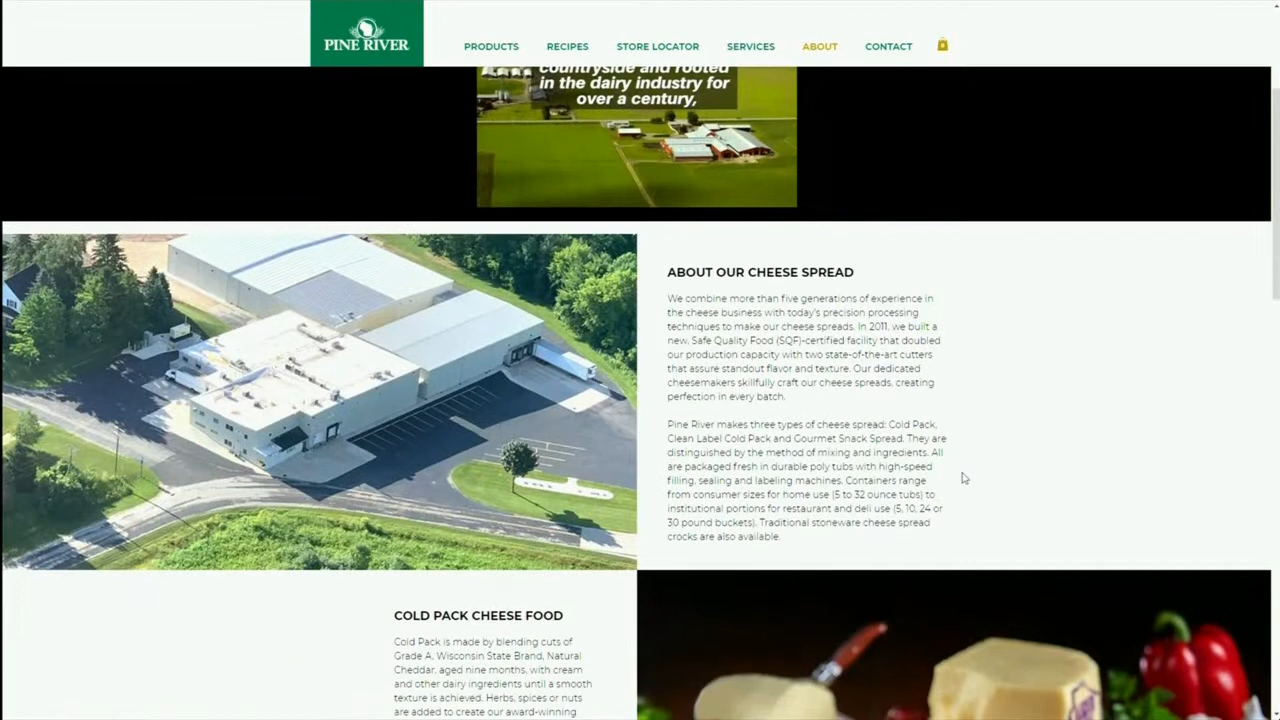 PINE RIVER
PRODUCTS
RECIPES
STORE LOCATOR
SERVICES
ABOUT
CONTACT
countryside and rooted
in the dairy industry for
over a century,
ABOUT OUR CHEESE SPREAD
We combine more than five generations of experience in
the cheese business with today's precision processing
techniques to make our cheese spreads. In 2011, we built a
new, Safe Quality Food (SQF)-certified facility that doubled
our production capacity with two state-of-the-art cutters
that assure standout flavor and texture. Our dedicated
cheesemakers skillfully craft our cheese spreads, creating
perfection in every batch.
Pine River makes three types of cheese spread: Cold Pack,
Clean Label Cold Pack and Gourmet Snack Spread. They are
distinguished by the method of mixing and ingredients. All
are packaged fresh in durable poly tubs with high-speed
filling, sealing and labeling machines. Containers range
from consumer sizes for home use (5 to 32 ounce tubs) to
institutional portions for restaurant and deli use (5, 10, 24 or
30 pound buckets). Traditional stoneware cheese spread
crocks are also available.
COLD PACK CHEESE FOOD
Cold Pack is made by blending cuts of
Grade A, Wisconsin State Brand, Natural
Cheddar, aged nine months, with cream
and other dairy ingredients until a smooth
texture is achieved. Herbs, spices or nuts
are added to create our award-winning